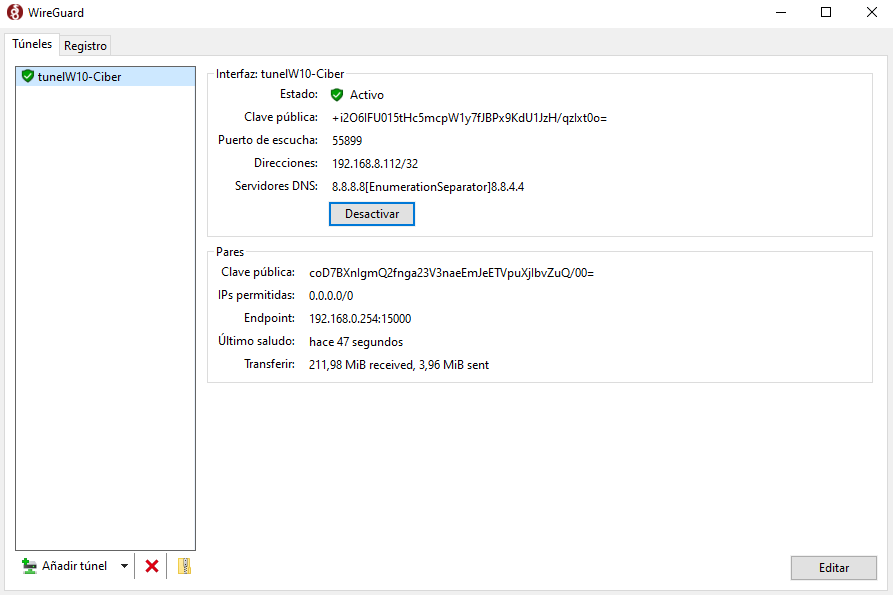 WireGuard
Túneles
Registro
tunelW10-Ciber
Interfaz: tunelW10-Ciber
Estado: Activo
Clave pública: +i2O6lFU015tHc5mcpW1y7fJBPx9KdU1JzH/qzlxt0o=
Puerto de escucha: 55899
Direcciones: 192.168.8.112/32
Servidores DNS: 8.8.8.8[EnumerationSeparator]8.8.4.4
Desactivar
Pares
Clave pública: coD7BXnlgmQ2fnga23V3naeEmJeETVpuXjlbvZuQ/00=
IPs permitidas: 0.0.0.0/0
Endpoint: 192.168.0.254:15000
Último saludo: hace 47 segundos
Transferir: 211,98 MiB received, 3,96 MiB sent
Añadir túnel
Editar